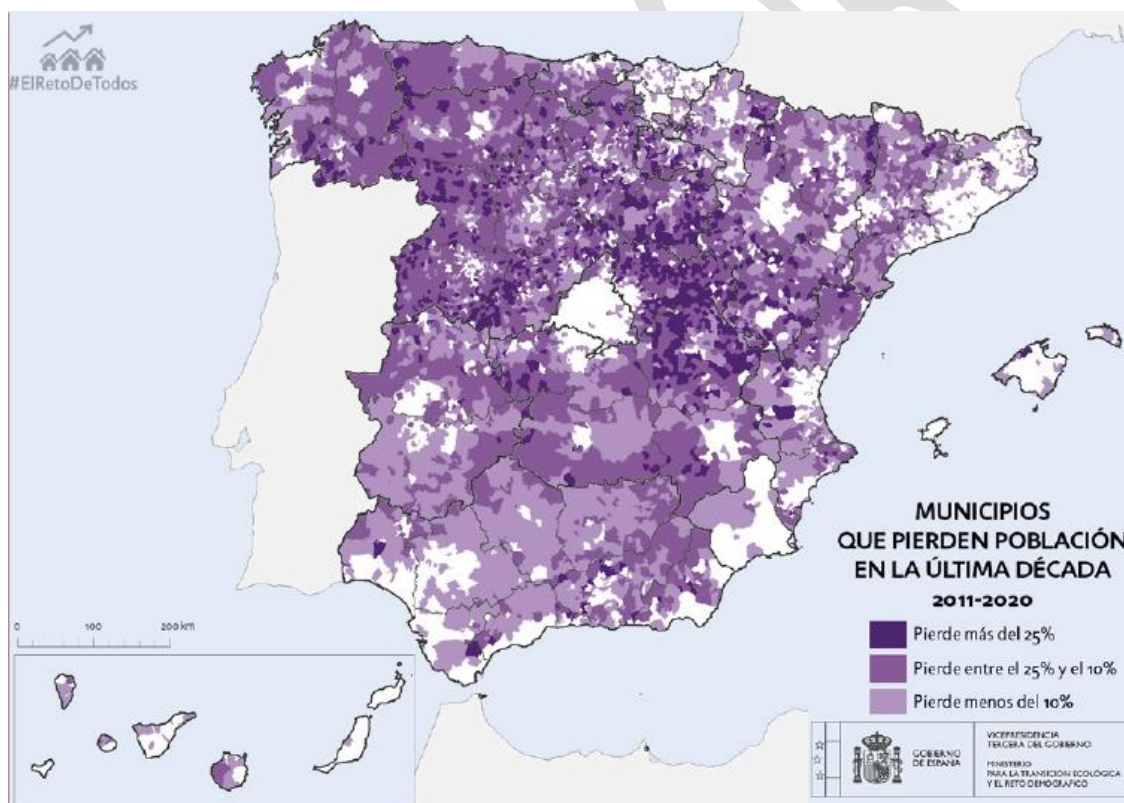 #ElRetoDeTodos
MUNICIPIOS
QUE PIERDEN POBLACIÓN
EN LA ÚLTIMA DÉCADA
2011-2020
Pierde más del 25%
Pierde entre el 25% y el 10%
Pierde menos del 10%
0 100 200 km
GOBIERNO
DE ESPAÑA
VICEPRESIDENCIA
TERCERA DEL GOBIERNO
MINISTERIO
PARA LA TRANSICIÓN ECOLÓGICA
Y EL RETO DEMOGRÁFICO